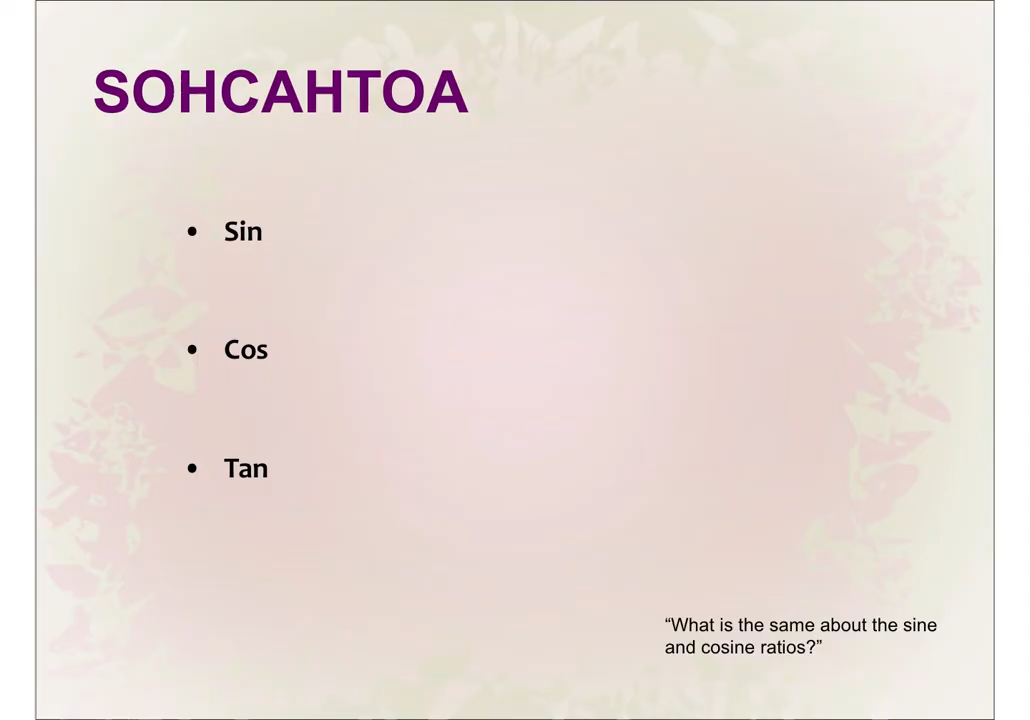 SOHCAHTOA
• Sin
• Cos
• Tan
“What is the same about the sine
and cosine ratios?”